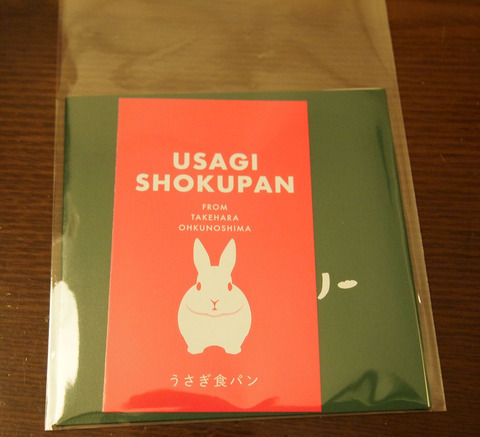 USAGI
SHOKUPAN
FROM
TAKEHARA
OHKUNOSHIMA
うさぎ食パン